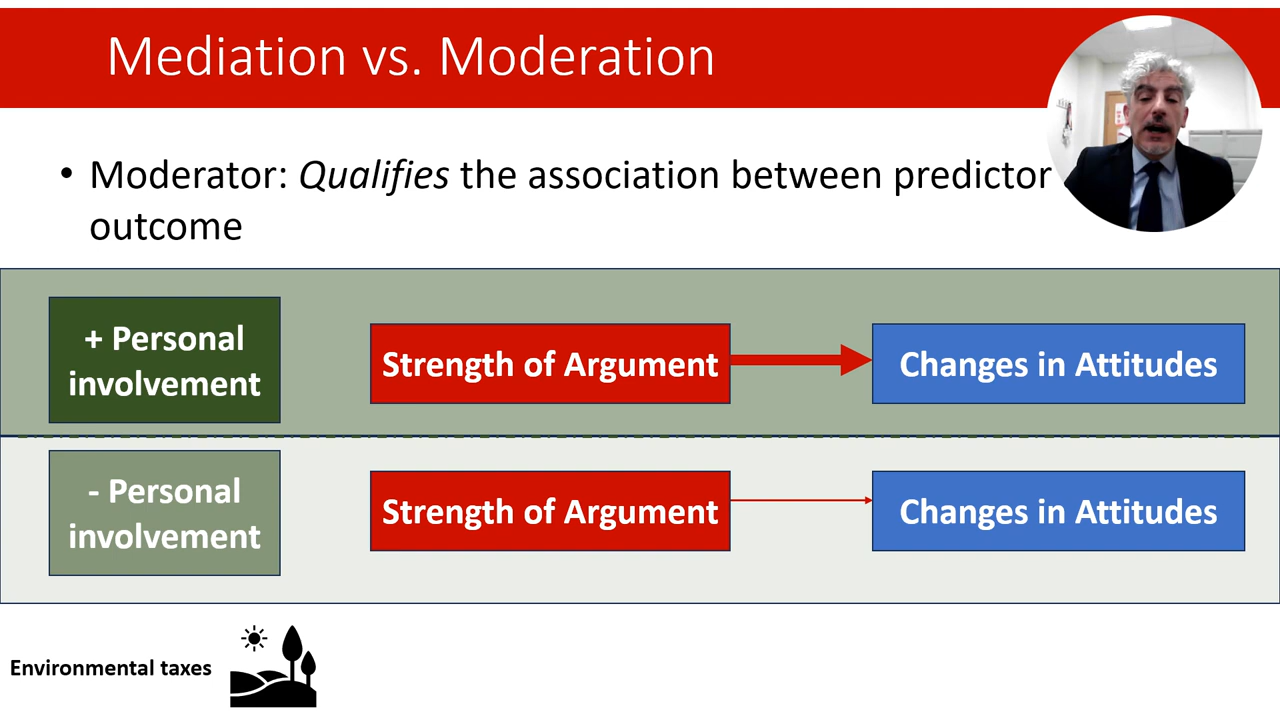 Mediation vs. Moderation
• Moderator: Qualifies the association between predictor
outcome
+ Personal
involvement
Strength of Argument
Changes in Attitudes
- Personal
involvement
Strength of Argument
Changes in Attitudes
Environmental taxes